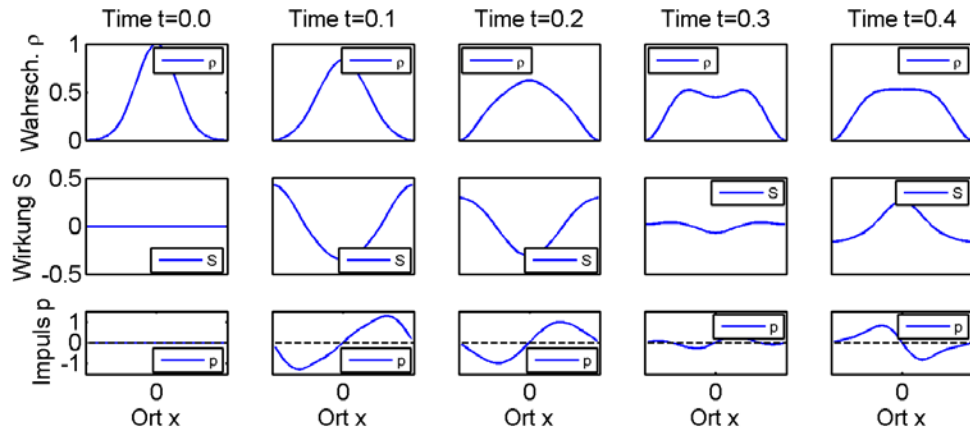 Time t=0.0 Time t=0.1 Time t=0.2 Time t=0.3 Time t=0.4
Wahrsch. ρ
1
0.5
0
ρ ρ ρ ρ ρ
Wirkung S
0.5
0
-0.5
S S S S S
Impuls p
1
0
-1
p p p p p
0 0 0 0 0
Ort x Ort x Ort x Ort x Ort x